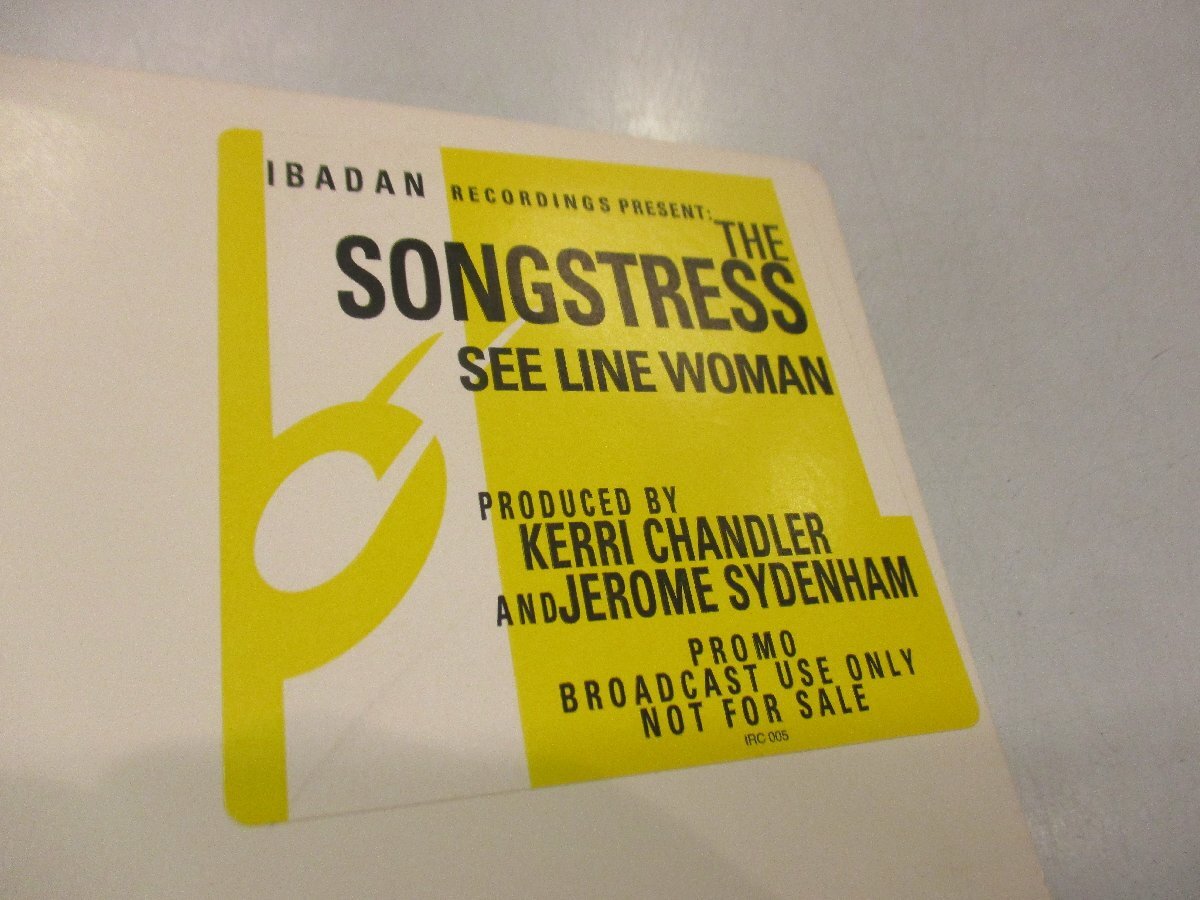 IBADAN RECORDINGS PRESENT:
THE
SONGSTRESS
SEE LINE WOMAN
PRODUCED BY
KERRI CHANDLER
AND JEROME SYDENHAM
PROMO
BROADCAST USE ONLY
NOT FOR SALE
IRC 005